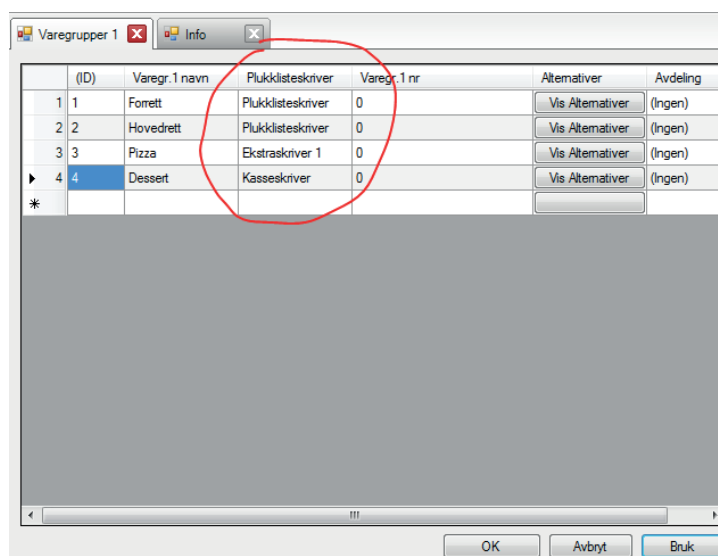 Varegrupper 1 Info
(ID) Varegr.1 navn Plukklisteskriver Varegr.1 nr Alternativer Avdeling
1 1 Forrett Plukklisteskriver 0 Vis Alternativer (Ingen)
2 2 Hovedrett Plukklisteskriver 0 Vis Alternativer (Ingen)
3 3 Pizza Ekstraskriver 1 0 Vis Alternativer (Ingen)
4 4 Dessert Kasseskriver 0 Vis Alternativer (Ingen)
OK Avbryt Bruk